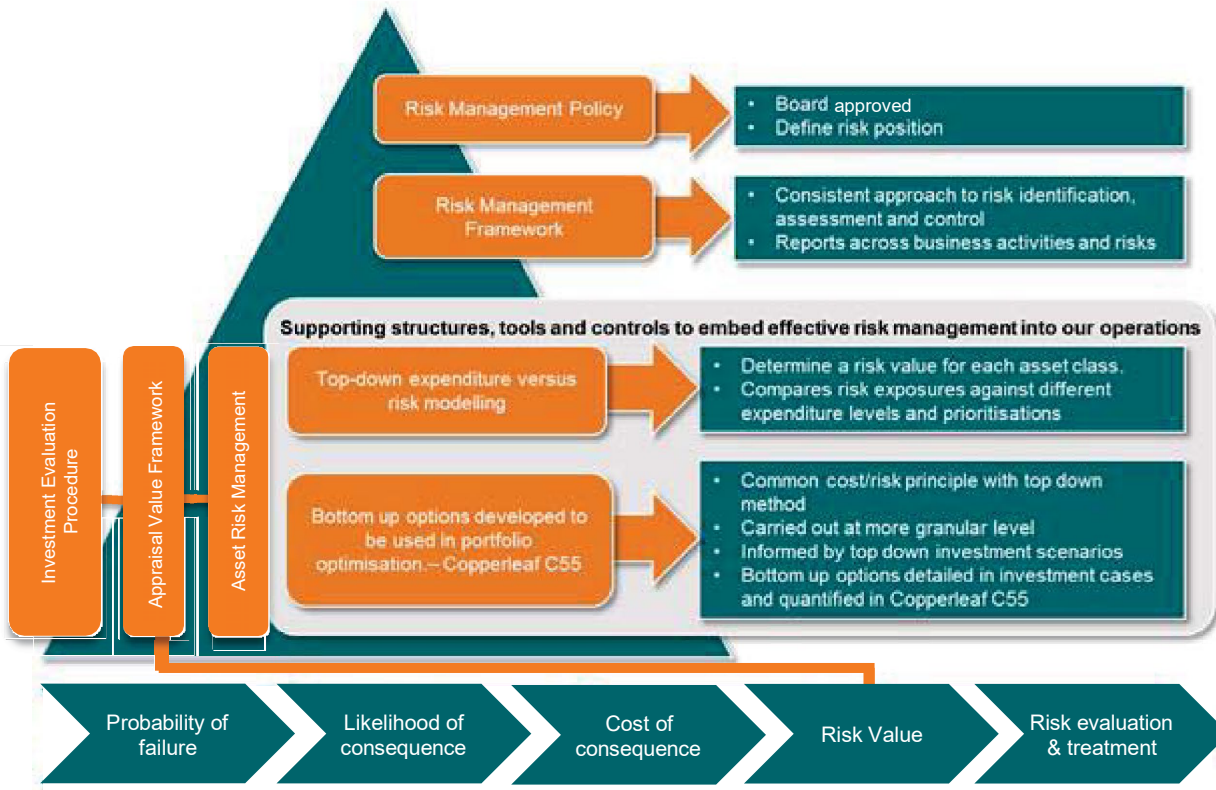 Risk Management Policy
• Board approved
• Define risk position
Risk Management
Framework
• Consistent approach to risk identification,
assessment and control
• Reports across business activities and risks
Supporting structures, tools and controls to embed effective risk management into our operations
Investment Evaluation
Procedure
Appraisal Value Framework
Asset Risk Management
Top-down expenditure versus
risk modelling
• Determine a risk value for each asset class.
• Compares risk exposures against different
expenditure levels and prioritisations
Bottom up options developed to
be used in portfolio
optimisation.– Copperleaf C55
• Common cost/risk principle with top down
method
• Carried out at more granular level
• Informed by top down investment scenarios
• Bottom up options detailed in investment cases
and quantified in Copperleaf C55
Probability of
failure
Likelihood of
consequence
Cost of
consequence
Risk Value
Risk evaluation
& treatment